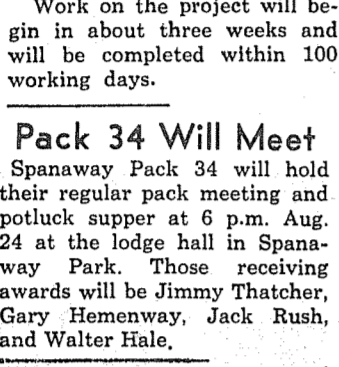 Work on the project will be-
gin in about three weeks and
will be completed within 100
working days.
Pack 34 Will Meet
Spanaway Pack 34 will hold
their regular pack meeting and
potluck supper at 6 p.m. Aug.
24 at the lodge hall in Spana-
way Park. Those receiving
awards will be Jimmy Thatcher,
Gary Hemenway, Jack Rush,
and Walter Hale.